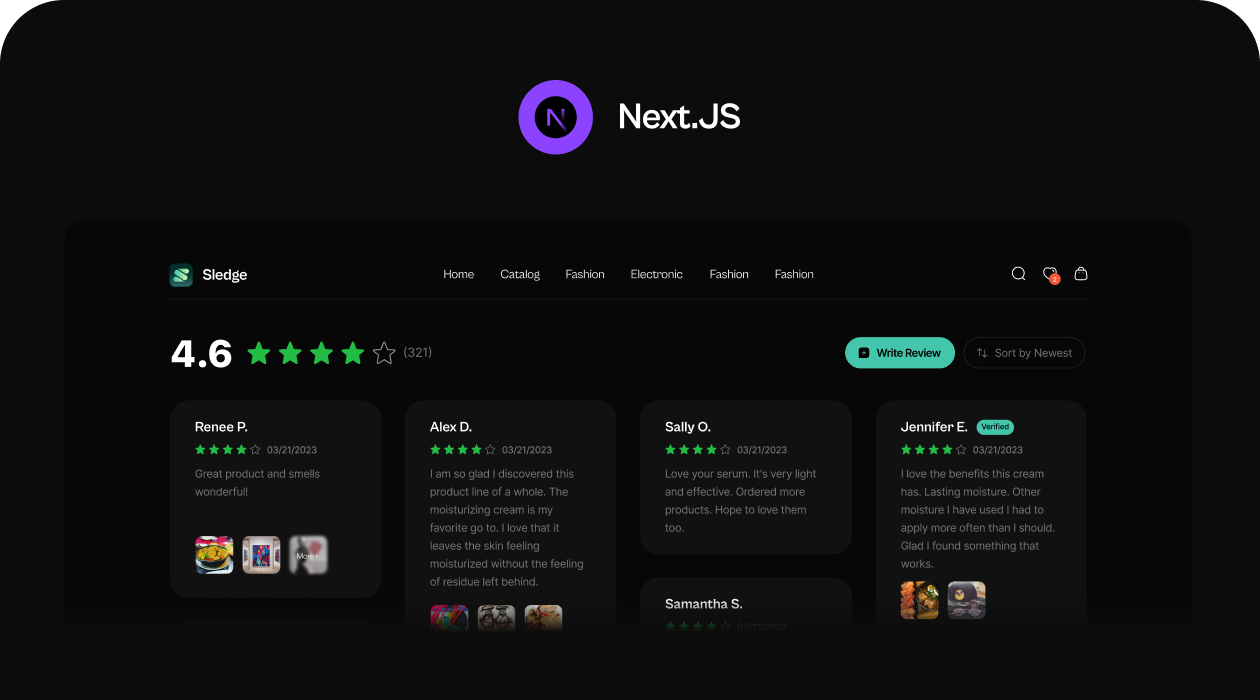 N
Next.JS
Sledge
Home Catalog Fashion Electronic Fashion Fashion
2
4.6 (321)
Write Review
Sort by Newest
Renee P.
03/21/2023
Great product and smells
wonderful!
More+
Alex D.
03/21/2023
I am so glad I discovered this
product line of a whole. The
moisturizing cream is my
favorite go to. I love that it
leaves the skin feeling
moisturized without the feeling
of residue left behind.
Sally O.
03/21/2023
Love your serum. It's very light
and effective. Ordered more
products. Hope to love them
too.
Samantha S.
03/21/2023
Jennifer E. Verified
03/21/2023
I love the benefits this cream
has. Lasting moisture. Other
moisture I have used I had to
apply more often than I should.
Glad I found something that
works.